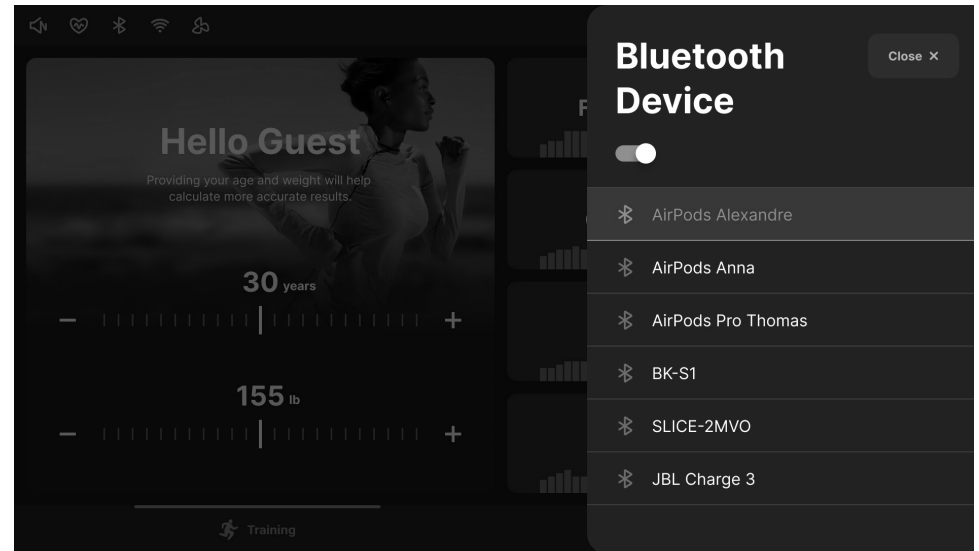 Hello Guest
Providing your age and weight will help
calculate more accurate results.
30 years
155 lb
Training
Bluetooth
Device
Close ×
AirPods Alexandre
AirPods Anna
AirPods Pro Thomas
BK-S1
SLICE-2MVO
JBL Charge 3